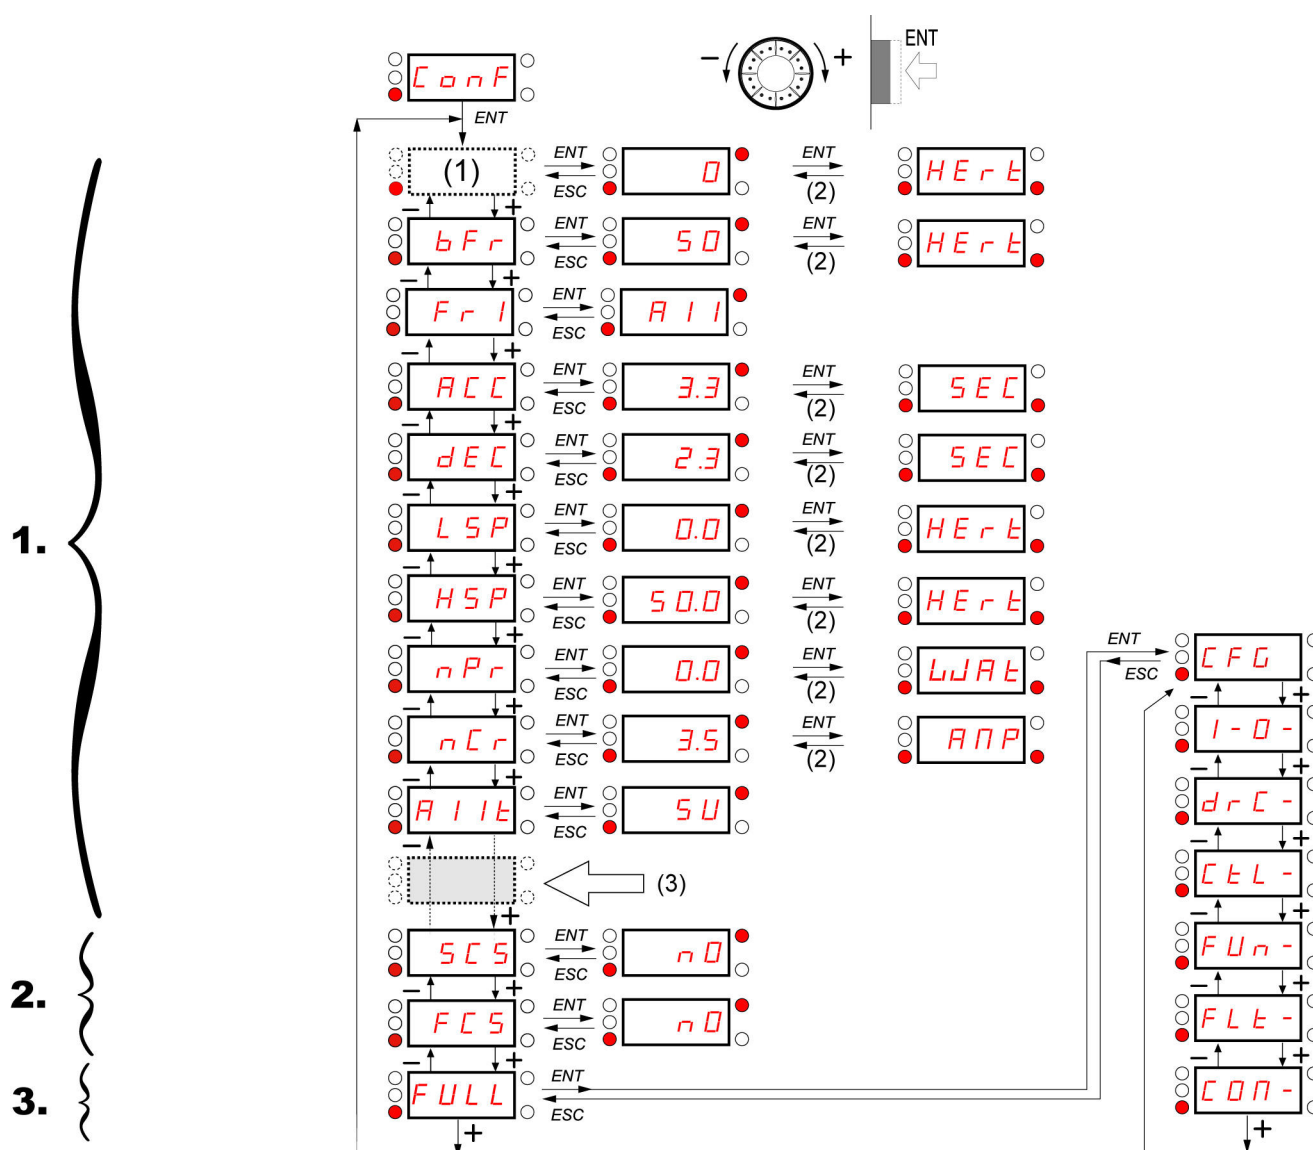 − + ENT
ConF
ENT
(1) ENT ESC 0 ENT (2) HErt
− +
bFr ENT ESC 50 ENT (2) HErt
− +
Fr1 ENT ESC AI1
− +
ACC ENT ESC 3.3 ENT (2) SEC
− +
dEC ENT ESC 2.3 ENT (2) SEC
− +
1.
LSP ENT ESC 0.0 ENT (2) HErt
− +
HSP ENT ESC 50.0 ENT (2) HErt
− +
nPr ENT ESC 0.0 ENT (2) WAt
− +
nCr ENT ESC 3.5 ENT (2) AMP
− +
AI1t ENT ESC 5U
− +
(3)
2.
SCS ENT ESC nO
− +
FCS ENT ESC nO
− +
3.
FULL ENT ESC
+
ENT ESC CFG
− +
I-O-
− +
drC-
− +
CtL-
− +
FUn-
− +
FLt-
− +
COM-
+